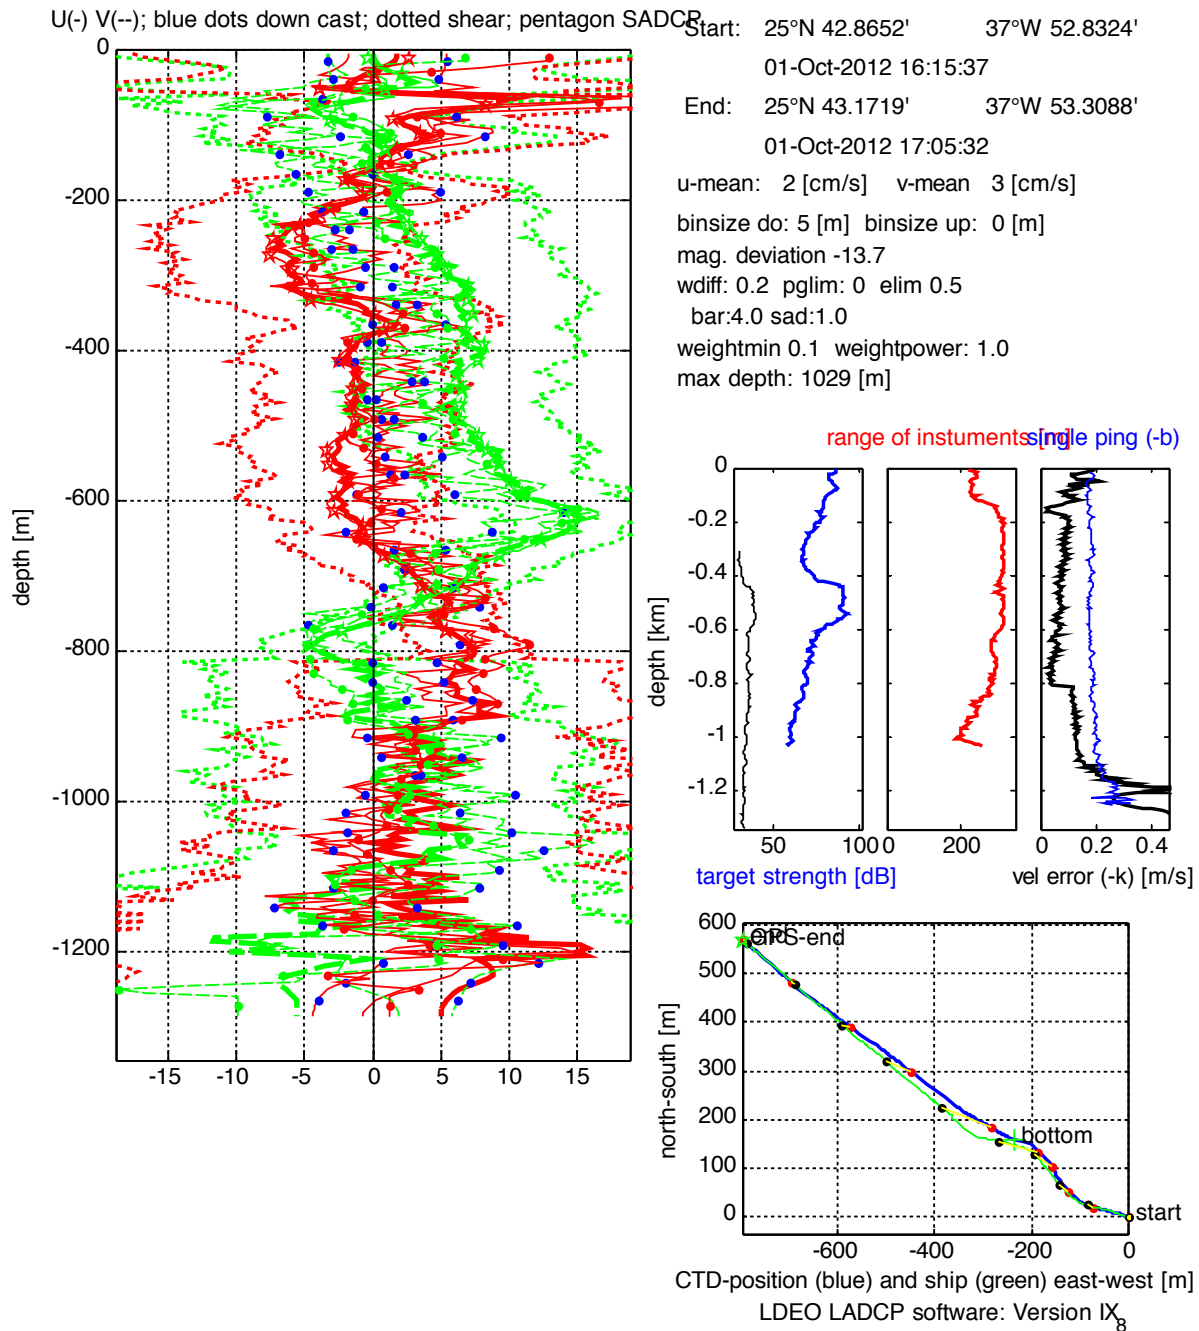 U(-) V(--); blue dots down cast; dotted shear; pentagon SADCP
Start: 25°N 42.8652' 37°W 52.8324'
01-Oct-2012 16:15:37
End: 25°N 43.1719' 37°W 53.3088'
01-Oct-2012 17:05:32
u-mean: 2 [cm/s] v-mean 3 [cm/s]
binsize do: 5 [m] binsize up: 0 [m]
mag. deviation -13.7
wdiff: 0.2 pglim: 0 elim 0.5
bar:4.0 sad:1.0
weightmin 0.1 weightpower: 1.0
max depth: 1029 [m]
0
-200
-400
-600
-800
-1000
-1200
depth [m]
-15 -10 -5 0 5 10 15
range of instuments [m]
single ping (-b)
0
-0.2
-0.4
-0.6
-0.8
-1
-1.2
depth [km]
50 100 0 200 0 0.2 0.4
target strength [dB]
vel error (-k) [m/s]
600
500
400
300
200
100
0
north-south [m]
end
GPS-end
bottom
start
-600 -400 -200 0
CTD-position (blue) and ship (green) east-west [m]
LDEO LADCP software: Version IX8